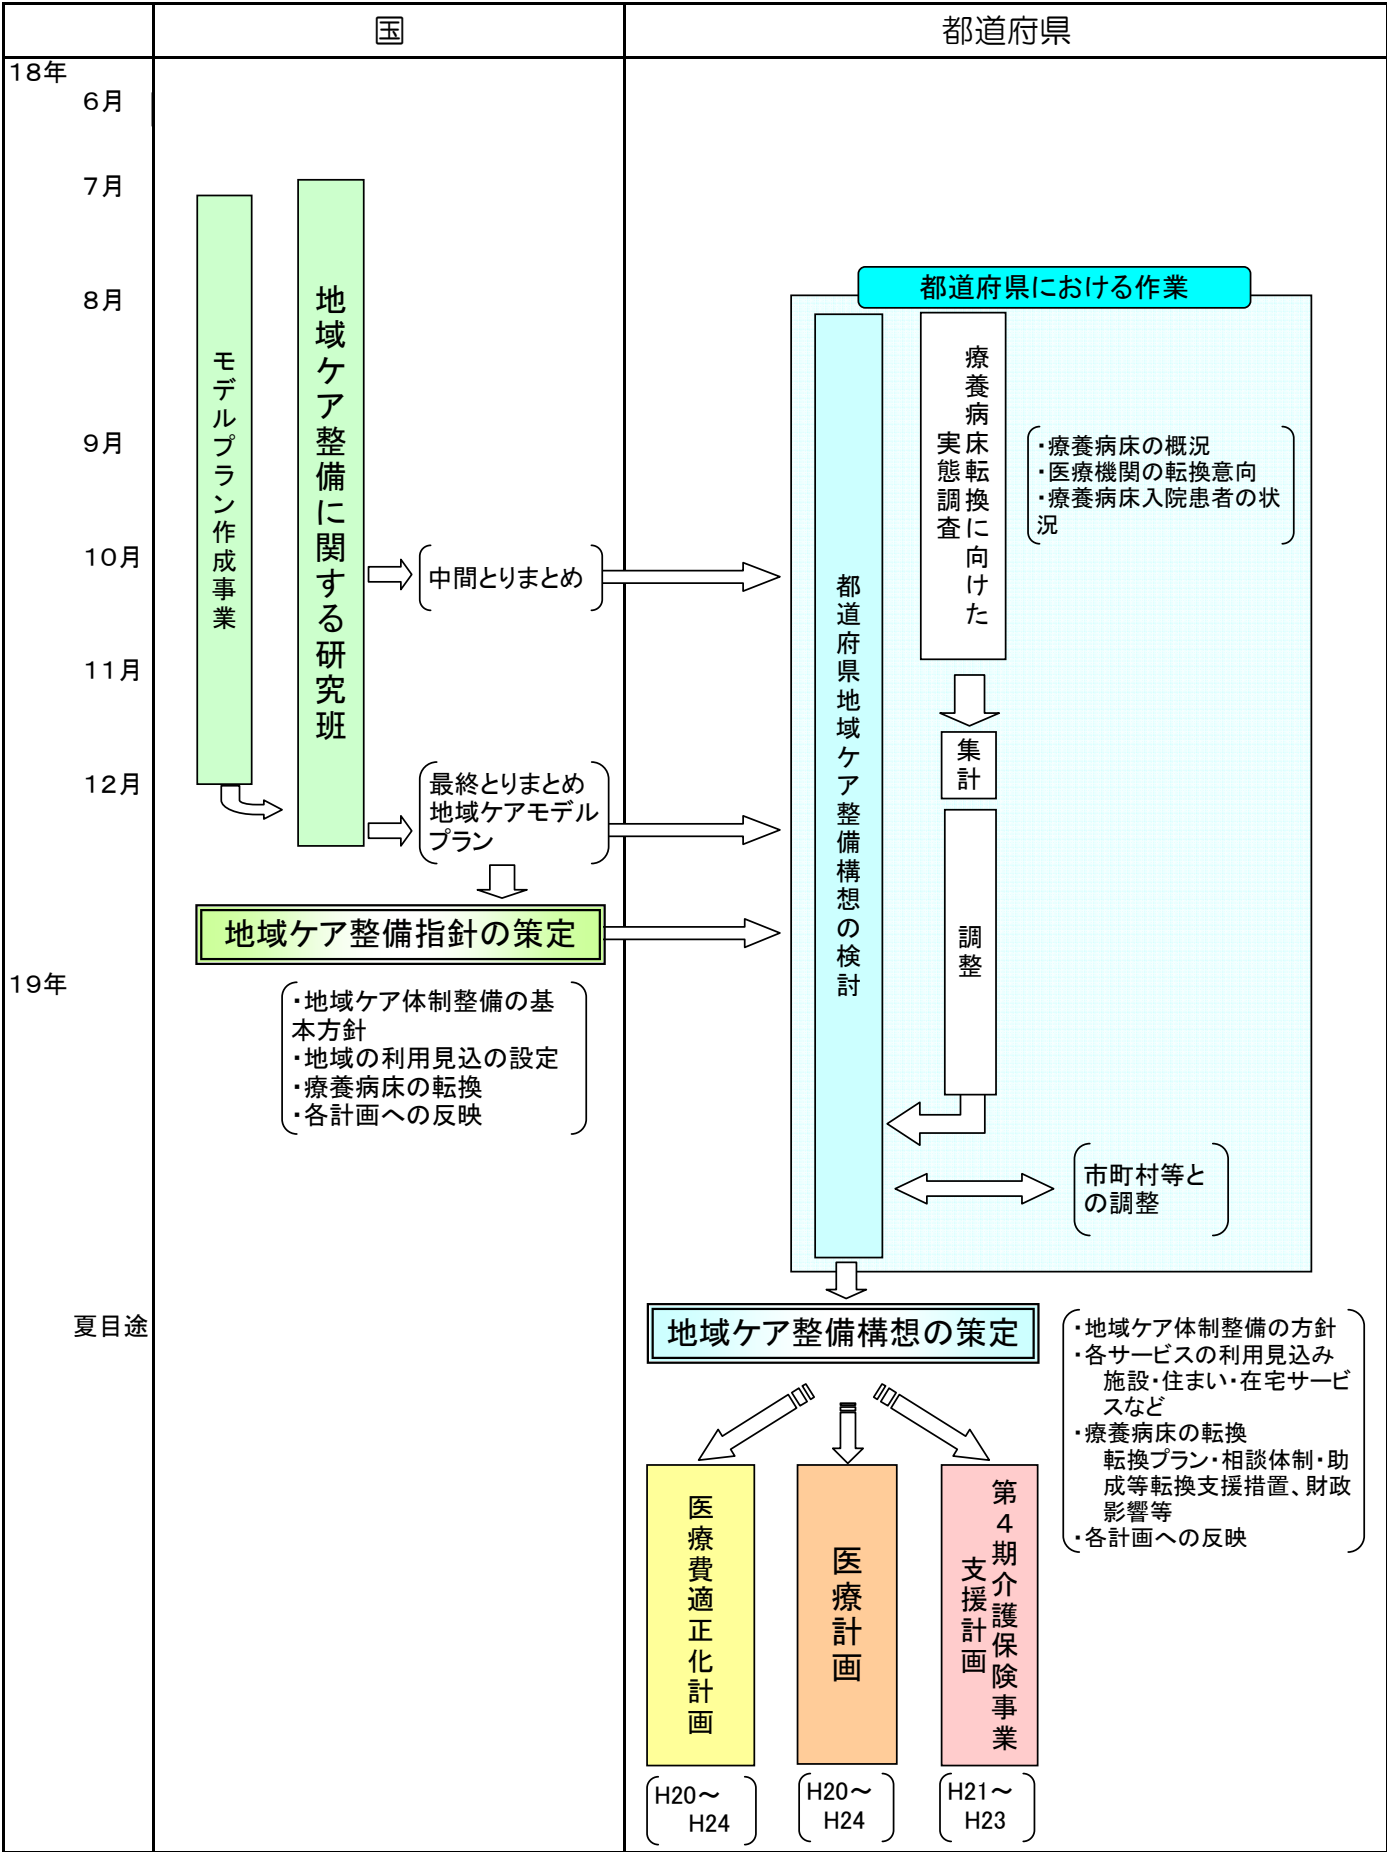 国
都道府県
18年
6月
7月
8月
9月
10月
11月
12月
19年
夏目途
モデルプラン作成事業
地域ケア整備に関する研究班
中間とりまとめ
最終とりまとめ
地域ケアモデル
プラン
地域ケア整備指針の策定
・地域ケア体制整備の基
本方針
・地域の利用見込の設定
・療養病床の転換
・各計画への反映
都道府県における作業
都道府県地域ケア整備構想の検討
療養病床転換に向けた
実態調査
・療養病床の概況
・医療機関の転換意向
・療養病床入院患者の状
況
集
計
調
整
市町村等と
の調整
地域ケア整備構想の策定
・地域ケア体制整備の方針
・各サービスの利用見込み
施設・住まい・在宅サービ
スなど
・療養病床の転換
転換プラン・相談体制・助
成等転換支援措置、財政
影響等
・各計画への反映
医療費適正化計画
医療計画
第4期介護保険事業
支援計画
H20～
H24
H20～
H24
H21～
H23